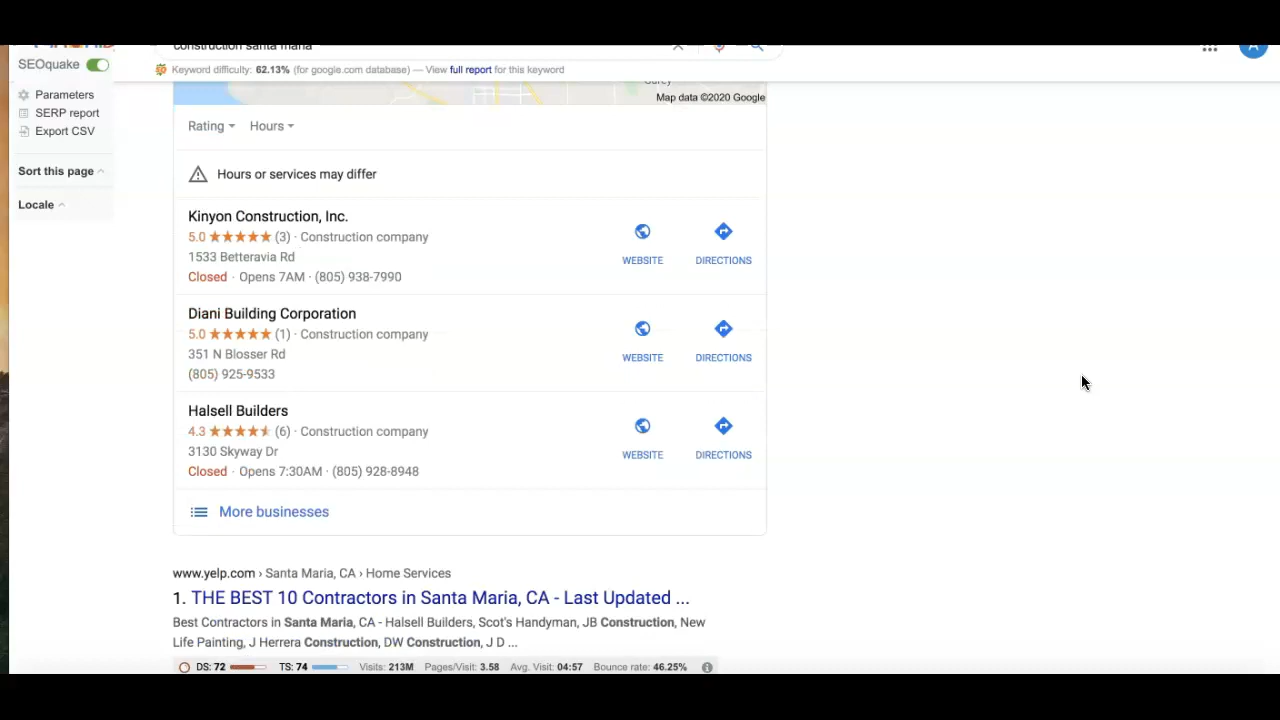 construction santa maria
SEOquake
Keyword difficulty: 62.13% (for google.com database) — View full report for this keyword
Parameters
SERP report
Export CSV
Sort this page
Locale
Map data ©2020 Google
Rating
Hours
Hours or services may differ
Kinyon Construction, Inc.
5.0 ★★★★★ (3) · Construction company
1533 Betteravia Rd
Closed · Opens 7AM · (805) 938-7990
WEBSITE
DIRECTIONS
Diani Building Corporation
5.0 ★★★★★ (1) · Construction company
351 N Blosser Rd
(805) 925-9533
WEBSITE
DIRECTIONS
Halsell Builders
4.3 ★★★★★ (6) · Construction company
3130 Skyway Dr
Closed · Opens 7:30AM · (805) 928-8948
WEBSITE
DIRECTIONS
More businesses
www.yelp.com › Santa Maria, CA › Home Services
1. THE BEST 10 Contractors in Santa Maria, CA - Last Updated ...
Best Contractors in Santa Maria, CA - Halsell Builders, Scot's Handyman, JB Construction, New
Life Painting, J Herrera Construction, DW Construction, J D ...
DS: 72 TS: 74 Visits: 213M Pages/Visit: 3.58 Avg. Visit: 04:57 Bounce rate: 46.25%